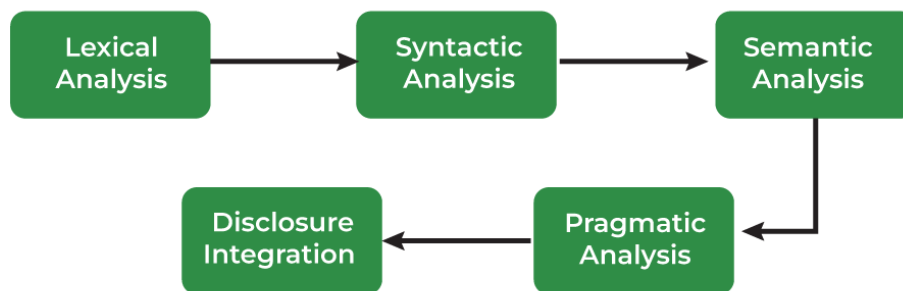 Lexical
Analysis
Syntactic
Analysis
Semantic
Analysis
Pragmatic
Analysis
Disclosure
Integration